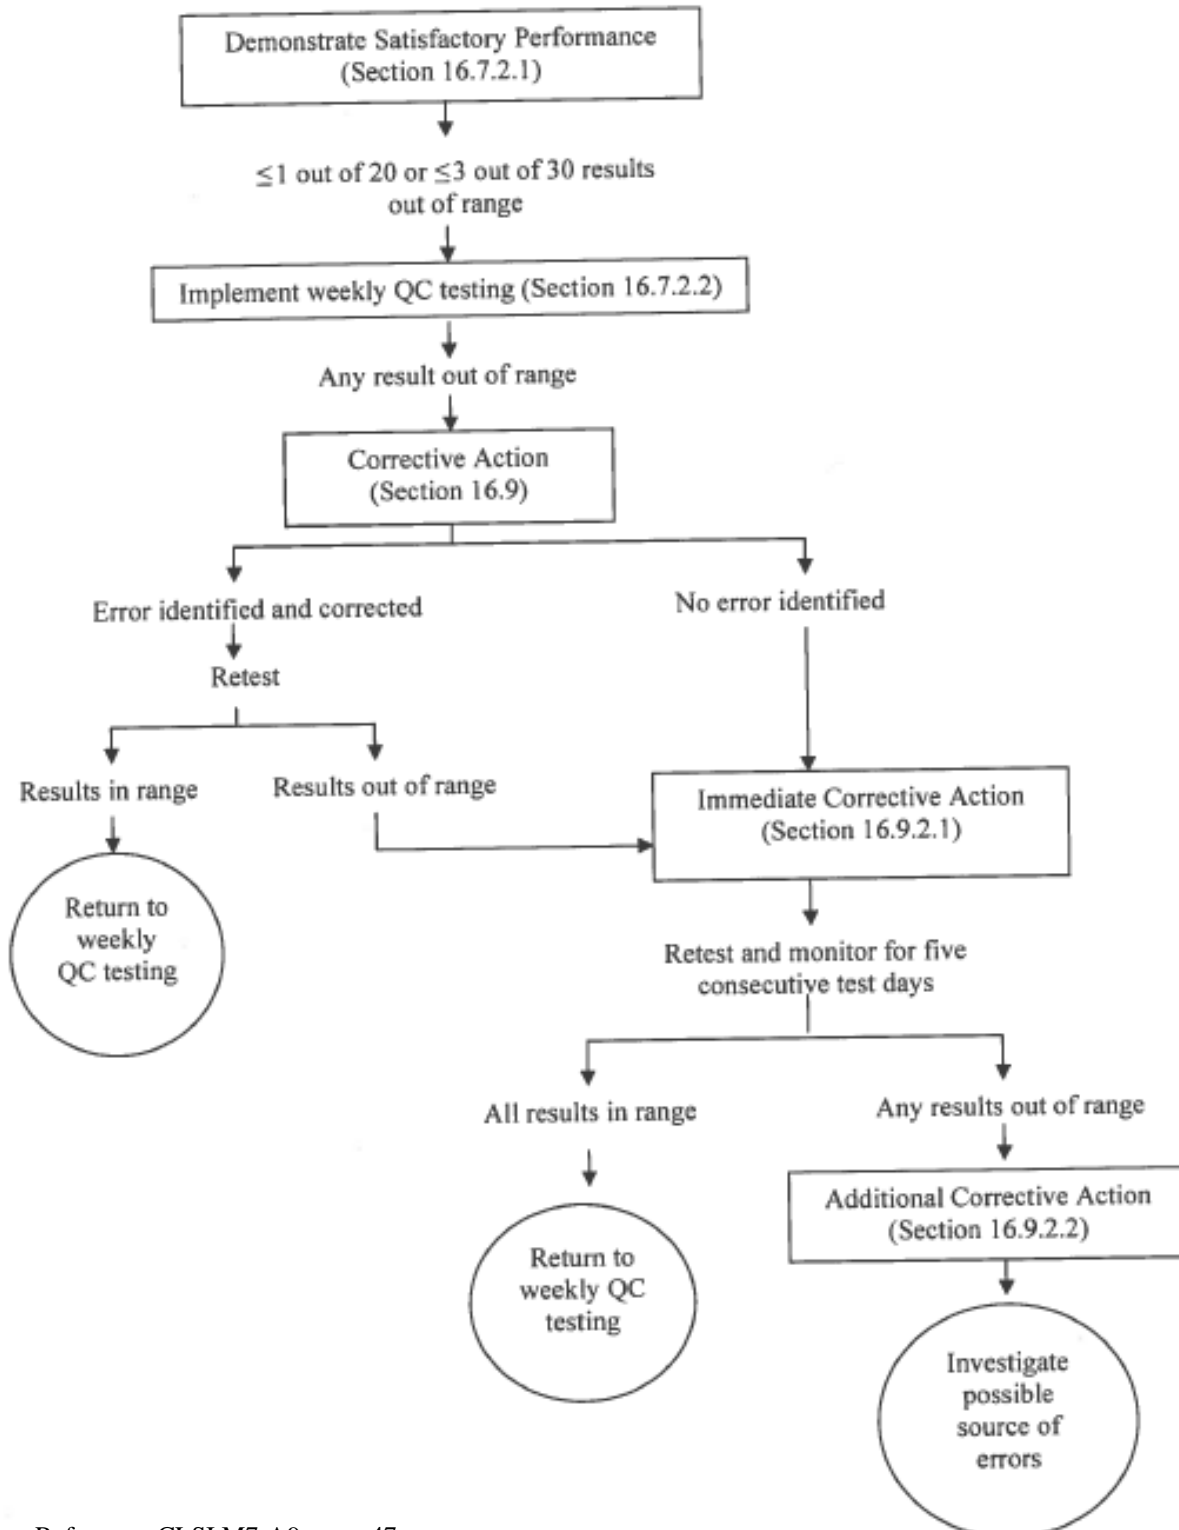 Demonstrate Satisfactory Performance
(Section 16.7.2.1)
≤1 out of 20 or ≤3 out of 30 results
out of range
Implement weekly QC testing (Section 16.7.2.2)
Any result out of range
Corrective Action
(Section 16.9)
Error identified and corrected
No error identified
Retest
Results in range
Results out of range
Immediate Corrective Action
(Section 16.9.2.1)
Return to
weekly
QC testing
Retest and monitor for five
consecutive test days
All results in range
Any results out of range
Additional Corrective Action
(Section 16.9.2.2)
Return to
weekly QC
testing
Investigate
possible
source of
errors